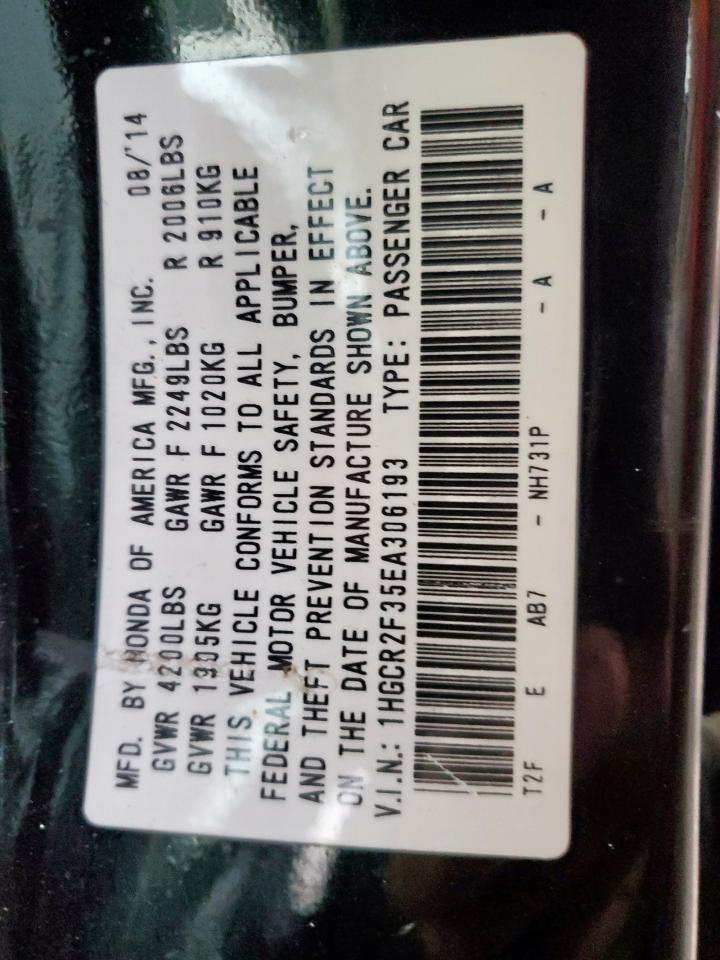 MFD. BY HONDA OF AMERICA MFG., INC. 08/'14
GVWR 4200LBS GAWR F 2249LBS R 2006LBS
GVWR 1905KG GAWR F 1020KG R 910KG
THIS VEHICLE CONFORMS TO ALL APPLICABLE
FEDERAL MOTOR VEHICLE SAFETY, BUMPER,
AND THEFT PREVENTION STANDARDS IN EFFECT
ON THE DATE OF MANUFACTURE SHOWN ABOVE.
V.I.N.: 1HGCR2F35EA306193 TYPE: PASSENGER CAR
T2F E AB7 - NH731P - A - A